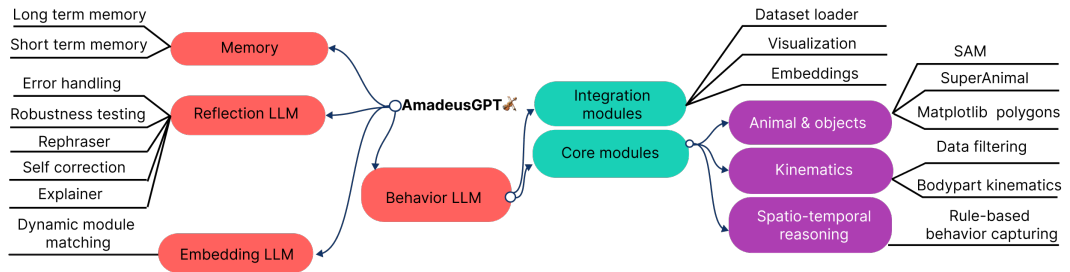 Long term memory
Short term memory
Memory
Error handling
Robustness testing
Rephraser
Self correction
Explainer
Reflection LLM
Dynamic module
matching
Embedding LLM
AmadeusGPT
Behavior LLM
Integration
modules
Core modules
Dataset loader
Visualization
Embeddings
Animal & objects
Kinematics
Spatio-temporal
reasoning
SAM
SuperAnimal
Matplotlib polygons
Data filtering
Bodypart kinematics
Rule-based
behavior capturing